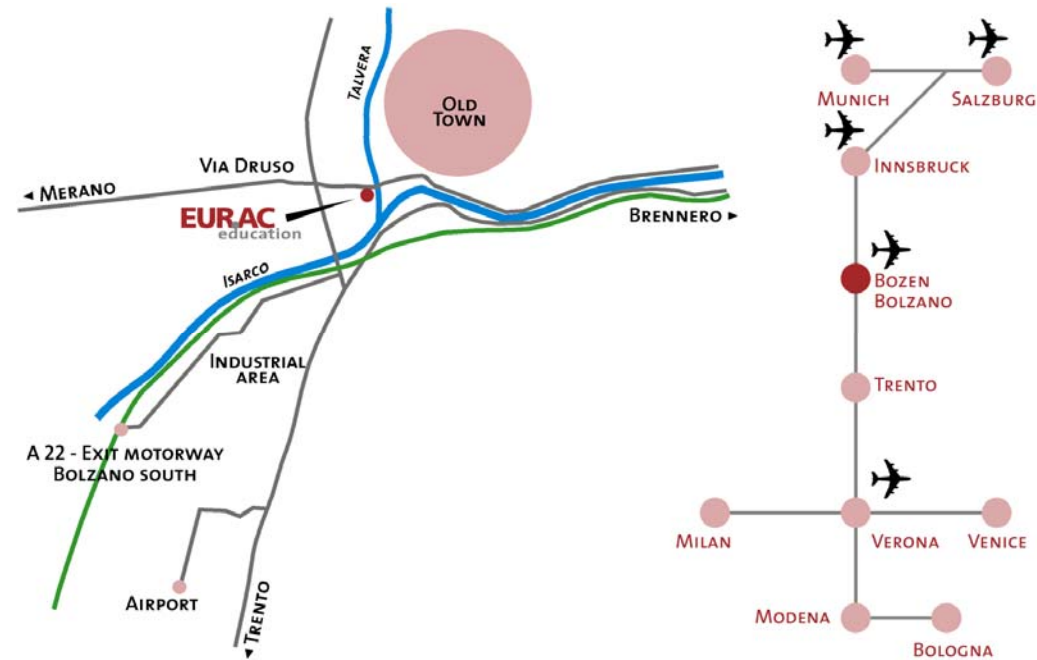 TALVERA
OLD
TOWN
VIA DRUSO
◄ MERANO
EURAC
education
BRENNERO ►
ISARCO
INDUSTRIAL
AREA
A 22 - EXIT MOTORWAY
BOLZANO SOUTH
AIRPORT
◄ TRENTO
MUNICH
SALZBURG
INNSBRUCK
BOZEN
BOLZANO
TRENTO
MILAN
VERONA
VENICE
MODENA
BOLOGNA